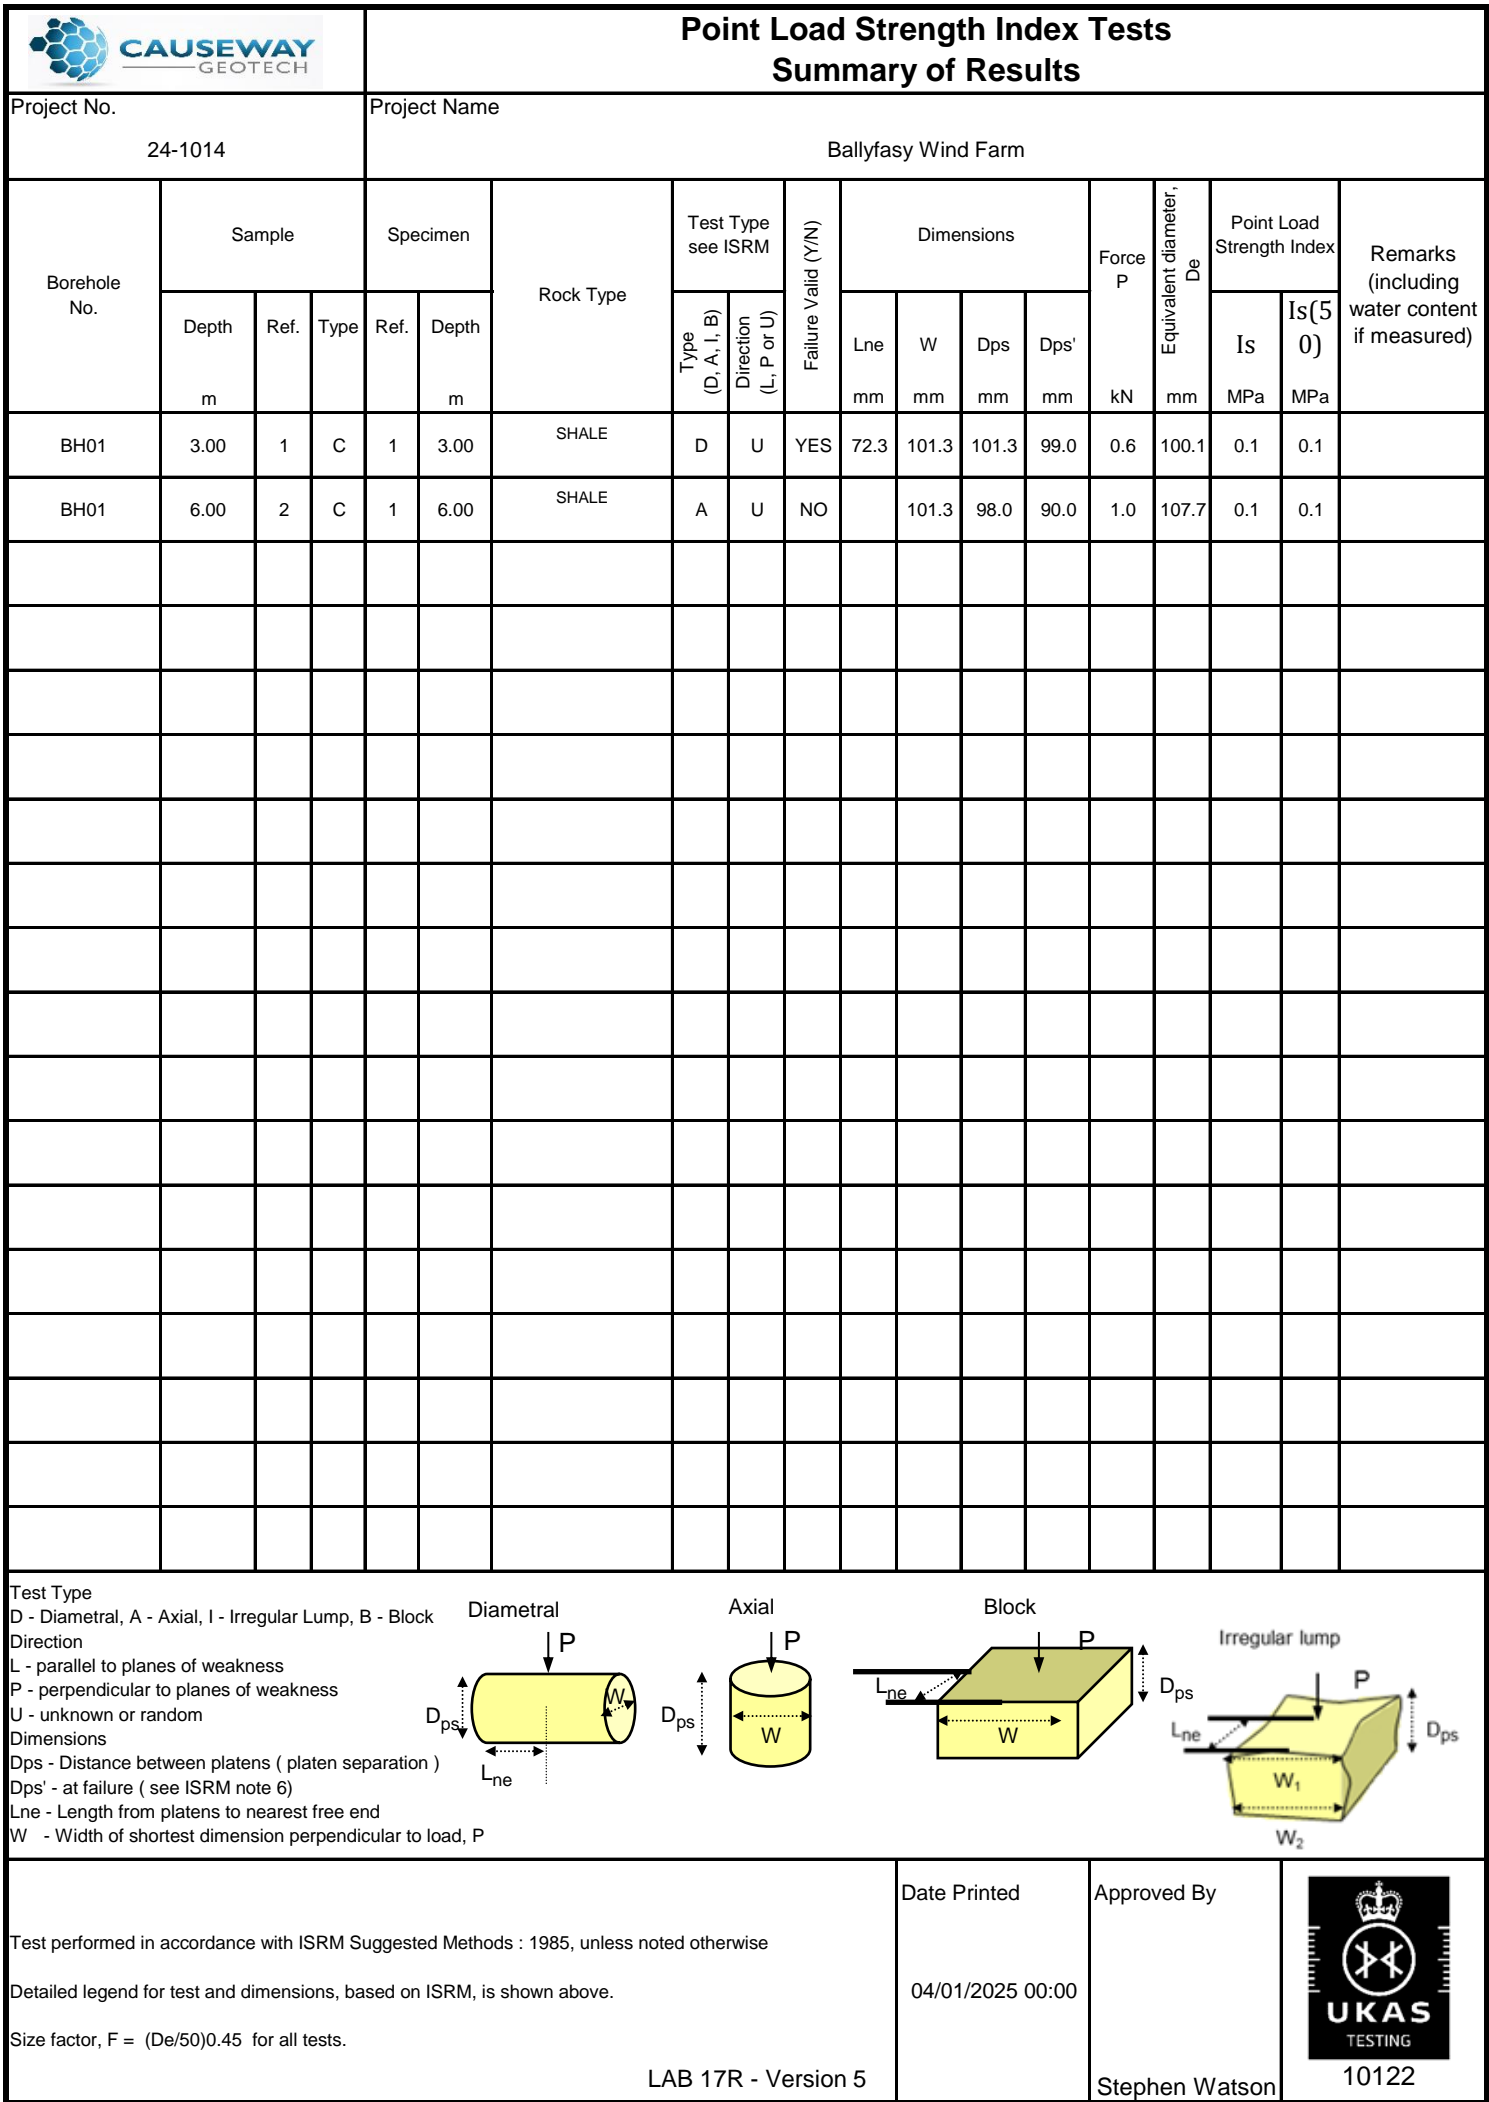 CAUSEWAY
GEOTECH
Point Load Strength Index Tests
Summary of Results
Project No.
24-1014
Project Name
Ballyfasy Wind Farm
Borehole
No.
Sample
Depth
m
Ref.
Type
Specimen
Ref.
Depth
m
Rock Type
Test Type
see ISRM
Type
(D, A, I, B)
Direction
(L, P or U)
Failure Valid (Y/N)
Dimensions
Lne
mm
W
mm
Dps
mm
Dps'
mm
Force
P
kN
Equivalent diameter,
De
mm
Point Load
Strength Index
Is
MPa
Is(5
0)
MPa
Remarks
(including
water content
if measured)
BH01 3.00 1 C 1 3.00 SHALE D U YES 72.3 101.3 101.3 99.0 0.6 100.1 0.1 0.1
BH01 6.00 2 C 1 6.00 SHALE A U NO 101.3 98.0 90.0 1.0 107.7 0.1 0.1
Test Type
D - Diametral, A - Axial, I - Irregular Lump, B - Block
Direction
L - parallel to planes of weakness
P - perpendicular to planes of weakness
U - unknown or random
Dimensions
Dps - Distance between platens ( platen separation )
Dps' - at failure ( see ISRM note 6)
Lne - Length from platens to nearest free end
W - Width of shortest dimension perpendicular to load, P
Diametral
P
Dps
W
Lne
Axial
P
Dps
W
Block
P
Lne
Dps
W
Irregular lump
P
Lne
Dps
W1
W2
Test performed in accordance with ISRM Suggested Methods : 1985, unless noted otherwise
Detailed legend for test and dimensions, based on ISRM, is shown above.
Size factor, F = (De/50)0.45 for all tests.
LAB 17R - Version 5
Date Printed
04/01/2025 00:00
Approved By
Stephen Watson
UKAS
TESTING
10122